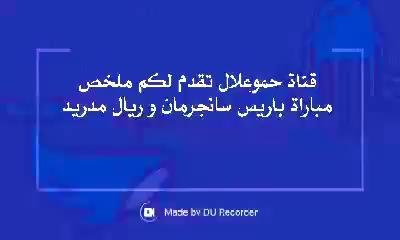 قناة حموعلال تقدم لكم ملخص
مباراة باريس سانجرمان و ريال مدريد
Made by DU Recorder